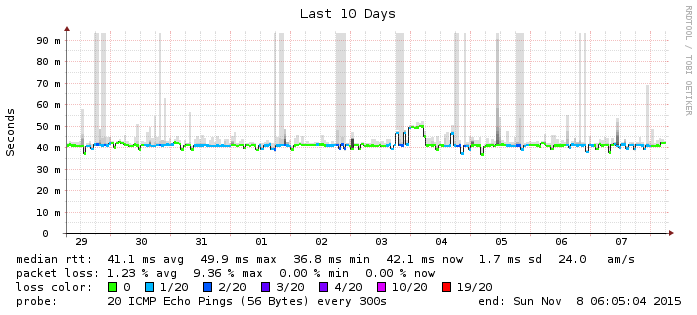 Last 10 Days
RRDTOOL / TOBI OETIKER
Seconds
90 m
80 m
70 m
60 m
50 m
40 m
30 m
20 m
10 m
0
29 30 31 01 02 03 04 05 06 07
median rtt: 41.1 ms avg 49.9 ms max 36.8 ms min 42.1 ms now 1.7 ms sd 24.0 am/s
packet loss: 1.23 % avg 9.36 % max 0.00 % min 0.00 % now
loss color: 0 1/20 2/20 3/20 4/20 10/20 19/20
probe: 20 ICMP Echo Pings (56 Bytes) every 300s end: Sun Nov 8 06:05:04 2015